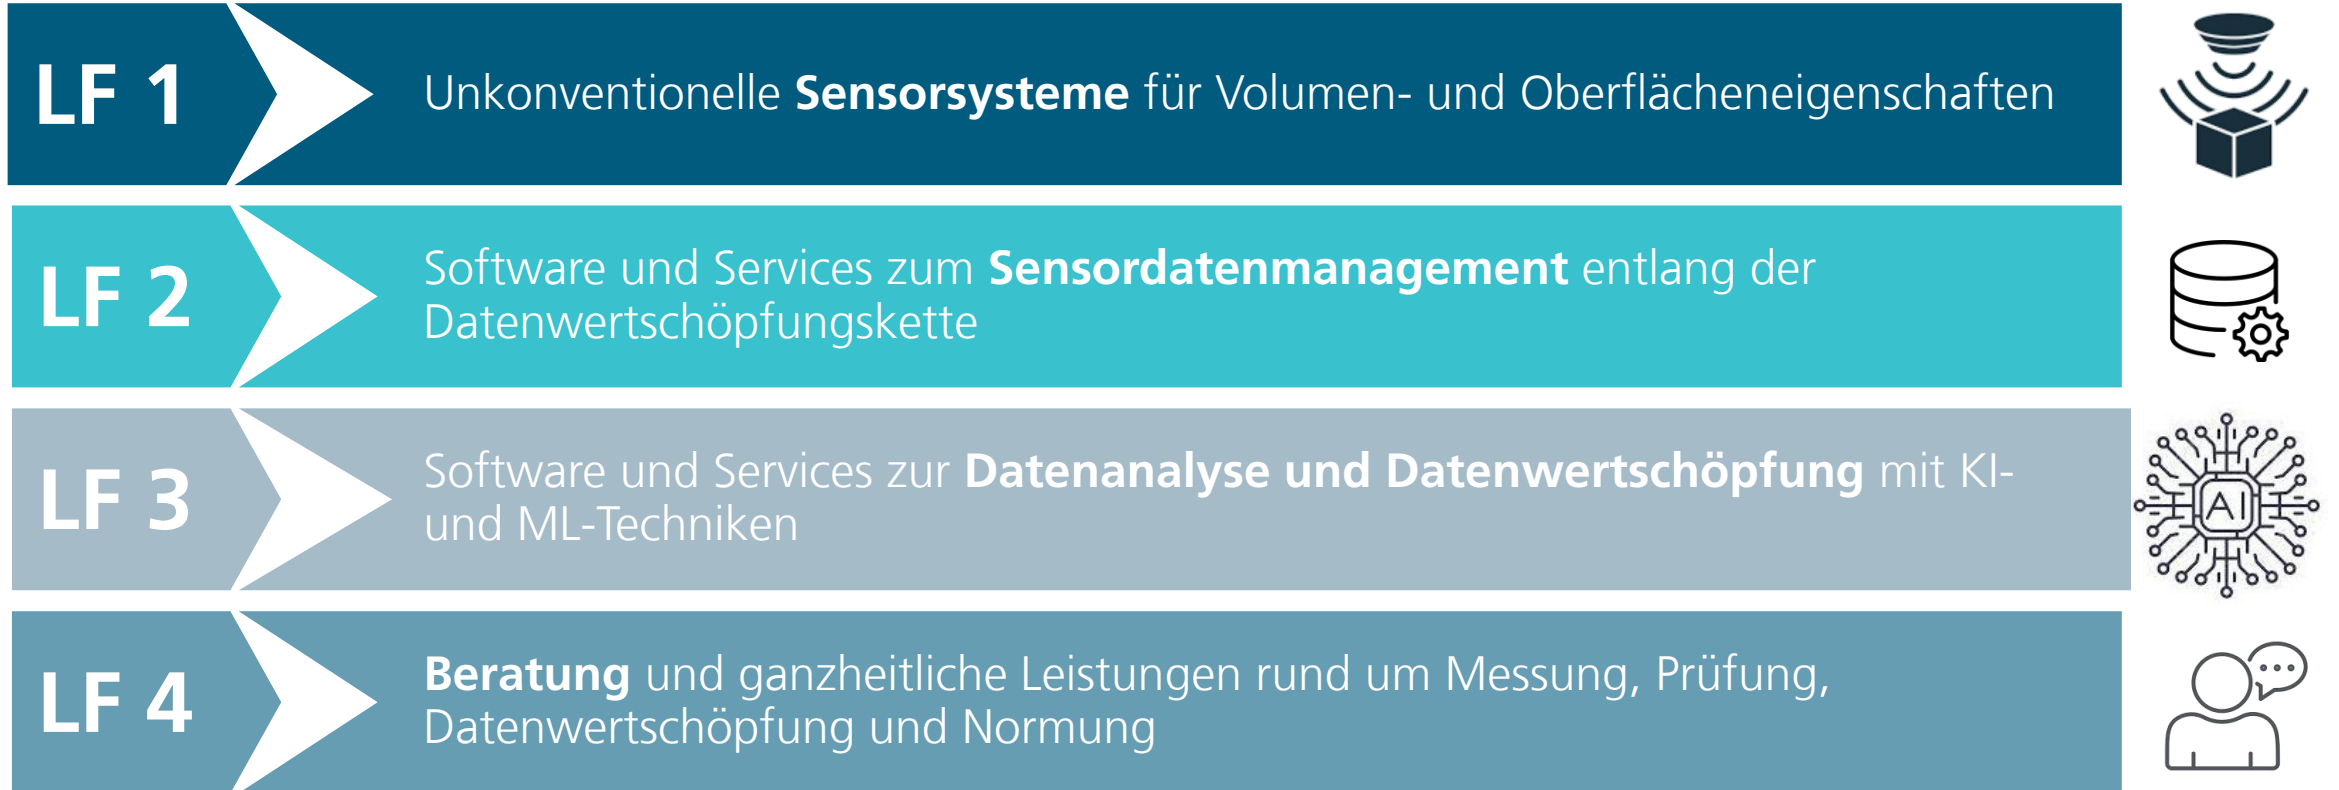 LF 1
Unkonventionelle Sensorsysteme für Volumen- und Oberflächeneigenschaften
LF 2
Software und Services zum Sensordatenmanagement entlang der
Datenwertschöpfungskette
LF 3
Software und Services zur Datenanalyse und Datenwertschöpfung mit KI-
und ML-Techniken
AI
LF 4
Beratung und ganzheitliche Leistungen rund um Messung, Prüfung,
Datenwertschöpfung und Normung